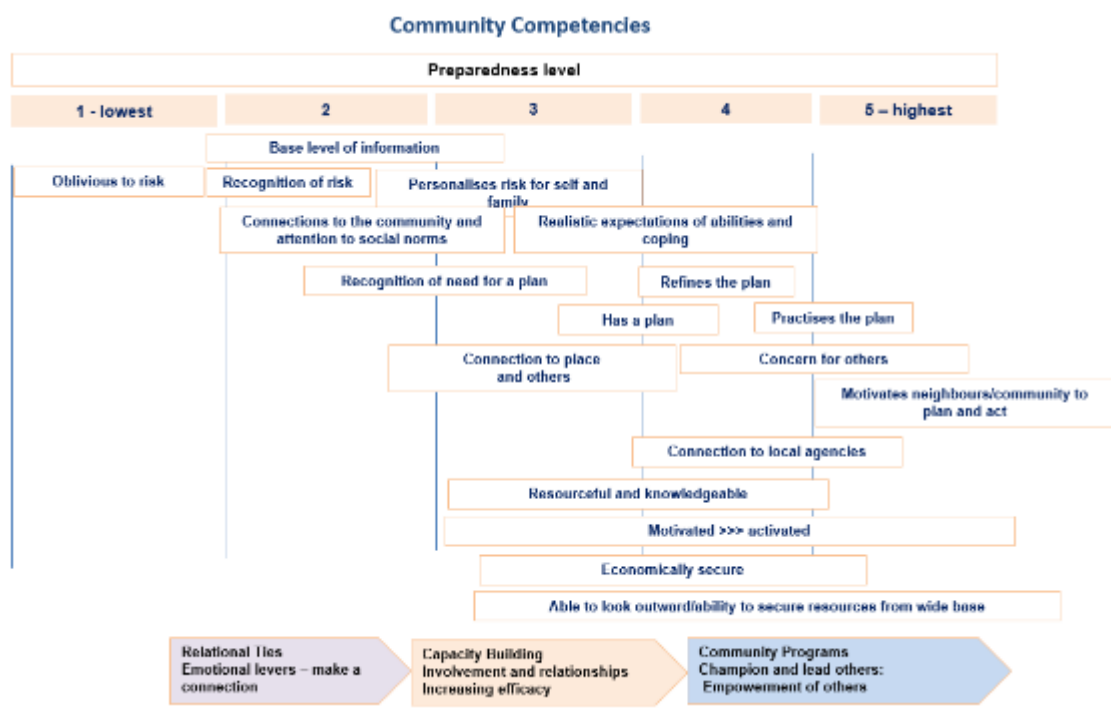 Community Competencies
Preparedness level
1 - lowest
2
3
4
5 – highest
Base level of information
Oblivious to risk
Recognition of risk
Personalises risk for self and
family
Connections to the community and
attention to social norms
Realistic expectations of abilities and
coping
Recognition of need for a plan
Refines the plan
Has a plan
Practises the plan
Connection to place
and others
Concern for others
Motivates neighbours/community to
plan and act
Connection to local agencies
Resourceful and knowledgeable
Motivated >>> activated
Economically secure
Able to look outward/ability to secure resources from wide base
Relational Ties
Emotional levers – make a
connection
Capacity Building
Involvement and relationships
Increasing efficacy
Community Programs
Champion and lead others:
Empowerment of others